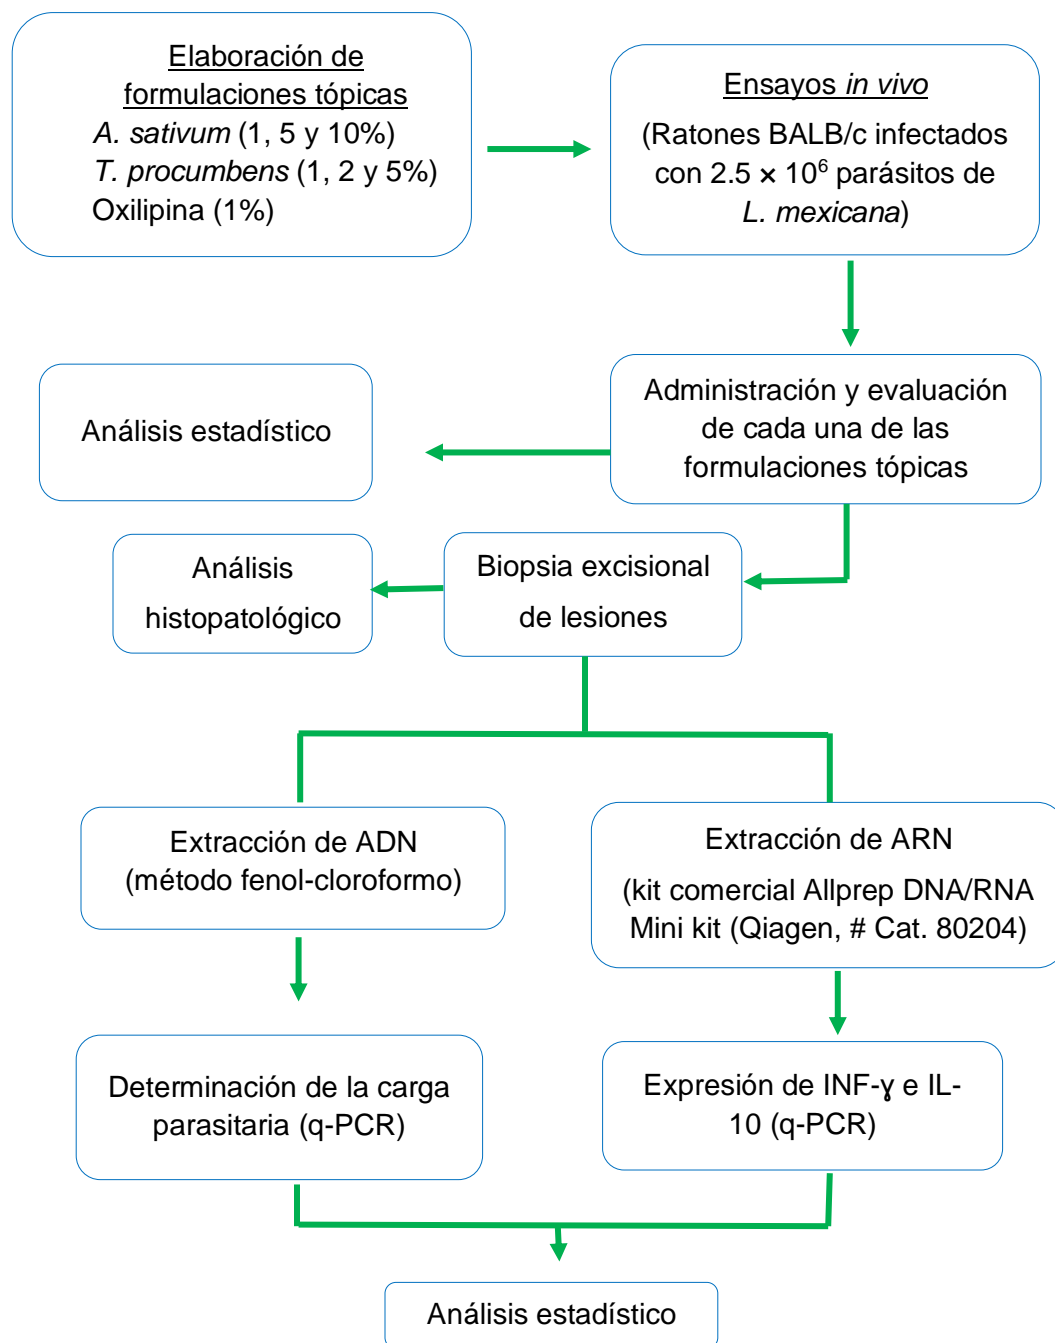 Elaboración de
formulaciones tópicas
A. sativum (1, 5 y 10%)
T. procumbens (1, 2 y 5%)
Oxilipina (1%)
Ensayos in vivo
(Ratones BALB/c infectados
con 2.5 × 10⁶ parásitos de
L. mexicana)
Administración y evaluación
de cada una de las
formulaciones tópicas
Análisis estadístico
Biopsia excisional
de lesiones
Análisis
histopatológico
Extracción de ADN
(método fenol-cloroformo)
Extracción de ARN
(kit comercial Allprep DNA/RNA
Mini kit (Qiagen, # Cat. 80204)
Determinación de la carga
parasitaria (q-PCR)
Expresión de INF-ɣ e IL-
10 (q-PCR)
Análisis estadístico